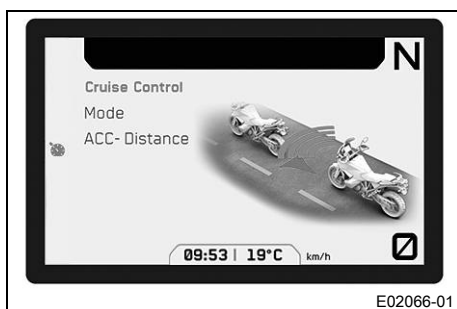 N
Cruise Control
Mode
ACC- Distance
09:53 | 19°C km/h
0
E02066-01